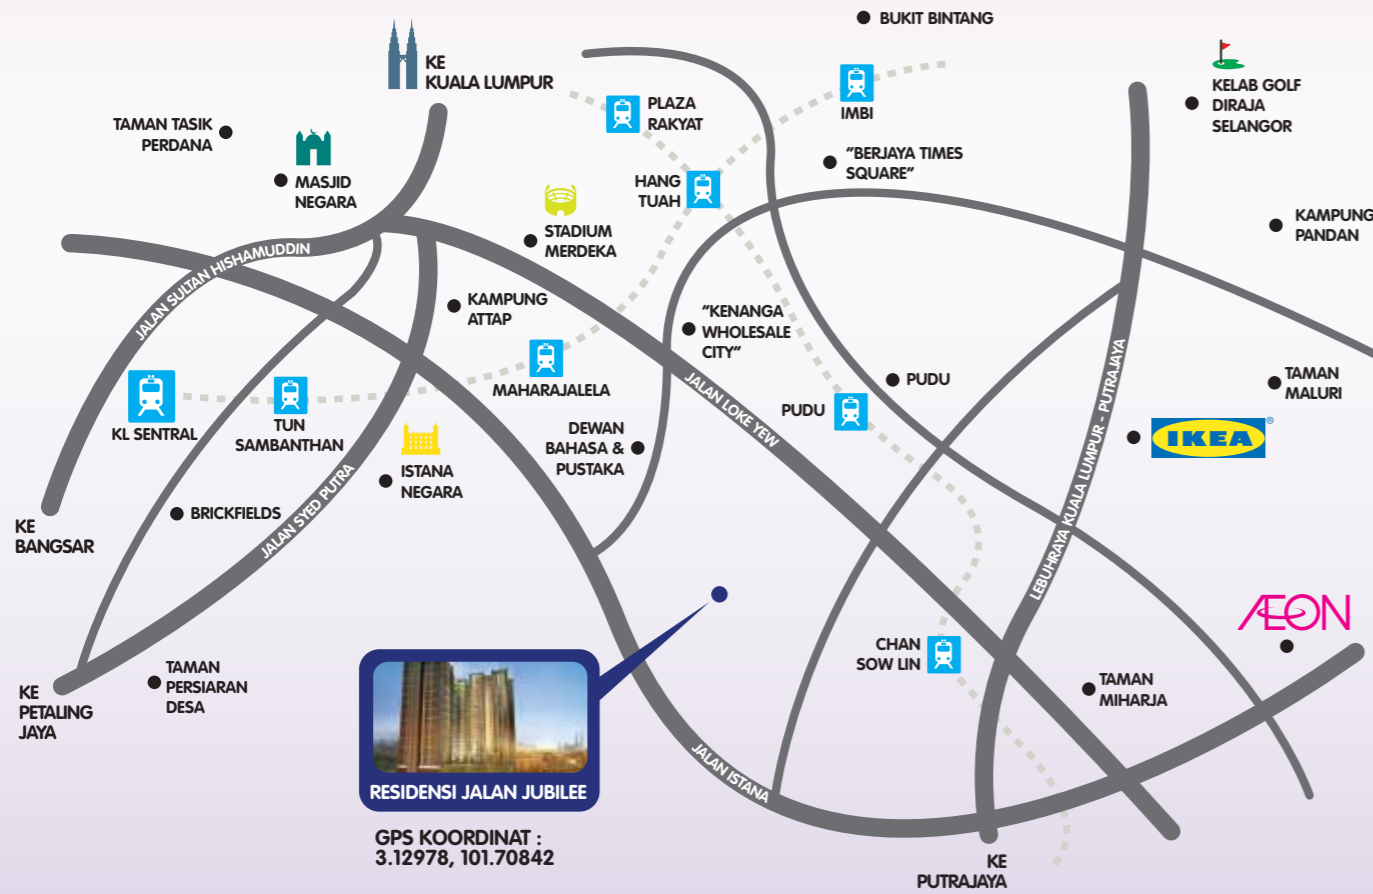 BUKIT BINTANG
KE
KUALA LUMPUR
KELAB GOLF
DIRAJA
SELANGOR
PLAZA
RAKYAT
IMBI
TAMAN TASIK
PERDANA
"BERJAYA TIMES
SQUARE"
MASJID
NEGARA
HANG
TUAH
KAMPUNG
PANDAN
STADIUM
MERDEKA
JALAN SULTAN HISHAMUDDIN
KAMPUNG
ATTAP
"KENANGA
WHOLESALE
CITY"
MAHARAJALELA
JALAN LOKE YEW
PUDU
TAMAN
MALURI
LEBUHRAYA KUALA LUMPUR - PUTRAJAYA
PUDU
KL SENTRAL
TUN
SAMBANTHAN
DEWAN
BAHASA &
PUSTAKA
IKEA®
ISTANA
NEGARA
BRICKFIELDS
JALAN SYED PUTRA
KE
BANGSAR
AEON
CHAN
SOW LIN
TAMAN
MIHARJA
TAMAN
PERSIARAN
DESA
KE
PETALING
JAYA
JALAN ISTANA
RESIDENSI JALAN JUBILEE
GPS KOORDINAT :
3.12978, 101.70842
KE
PUTRAJAYA